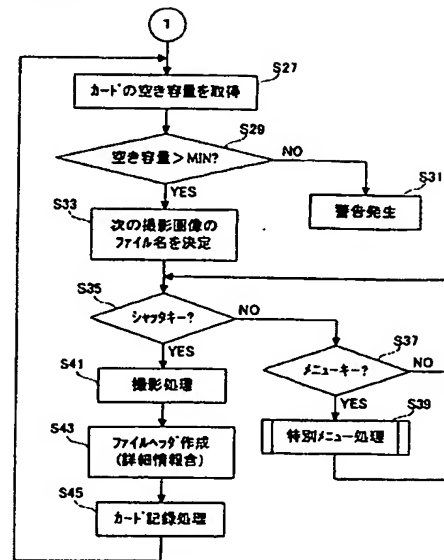 1
S27
カードの空き容量を取得
S29
空き容量>MIN?
NO
S31
YES
警告発生
S33
次の撮影画像の
ファイル名を決定
S35
シャッタキー?
NO
S37
YES
メニューキー?
NO
S41
撮影処理
YES
S39
特別メニュー処理
S43
ファイルヘッダ作成
(詳細情報含)
S45
カード記録処理